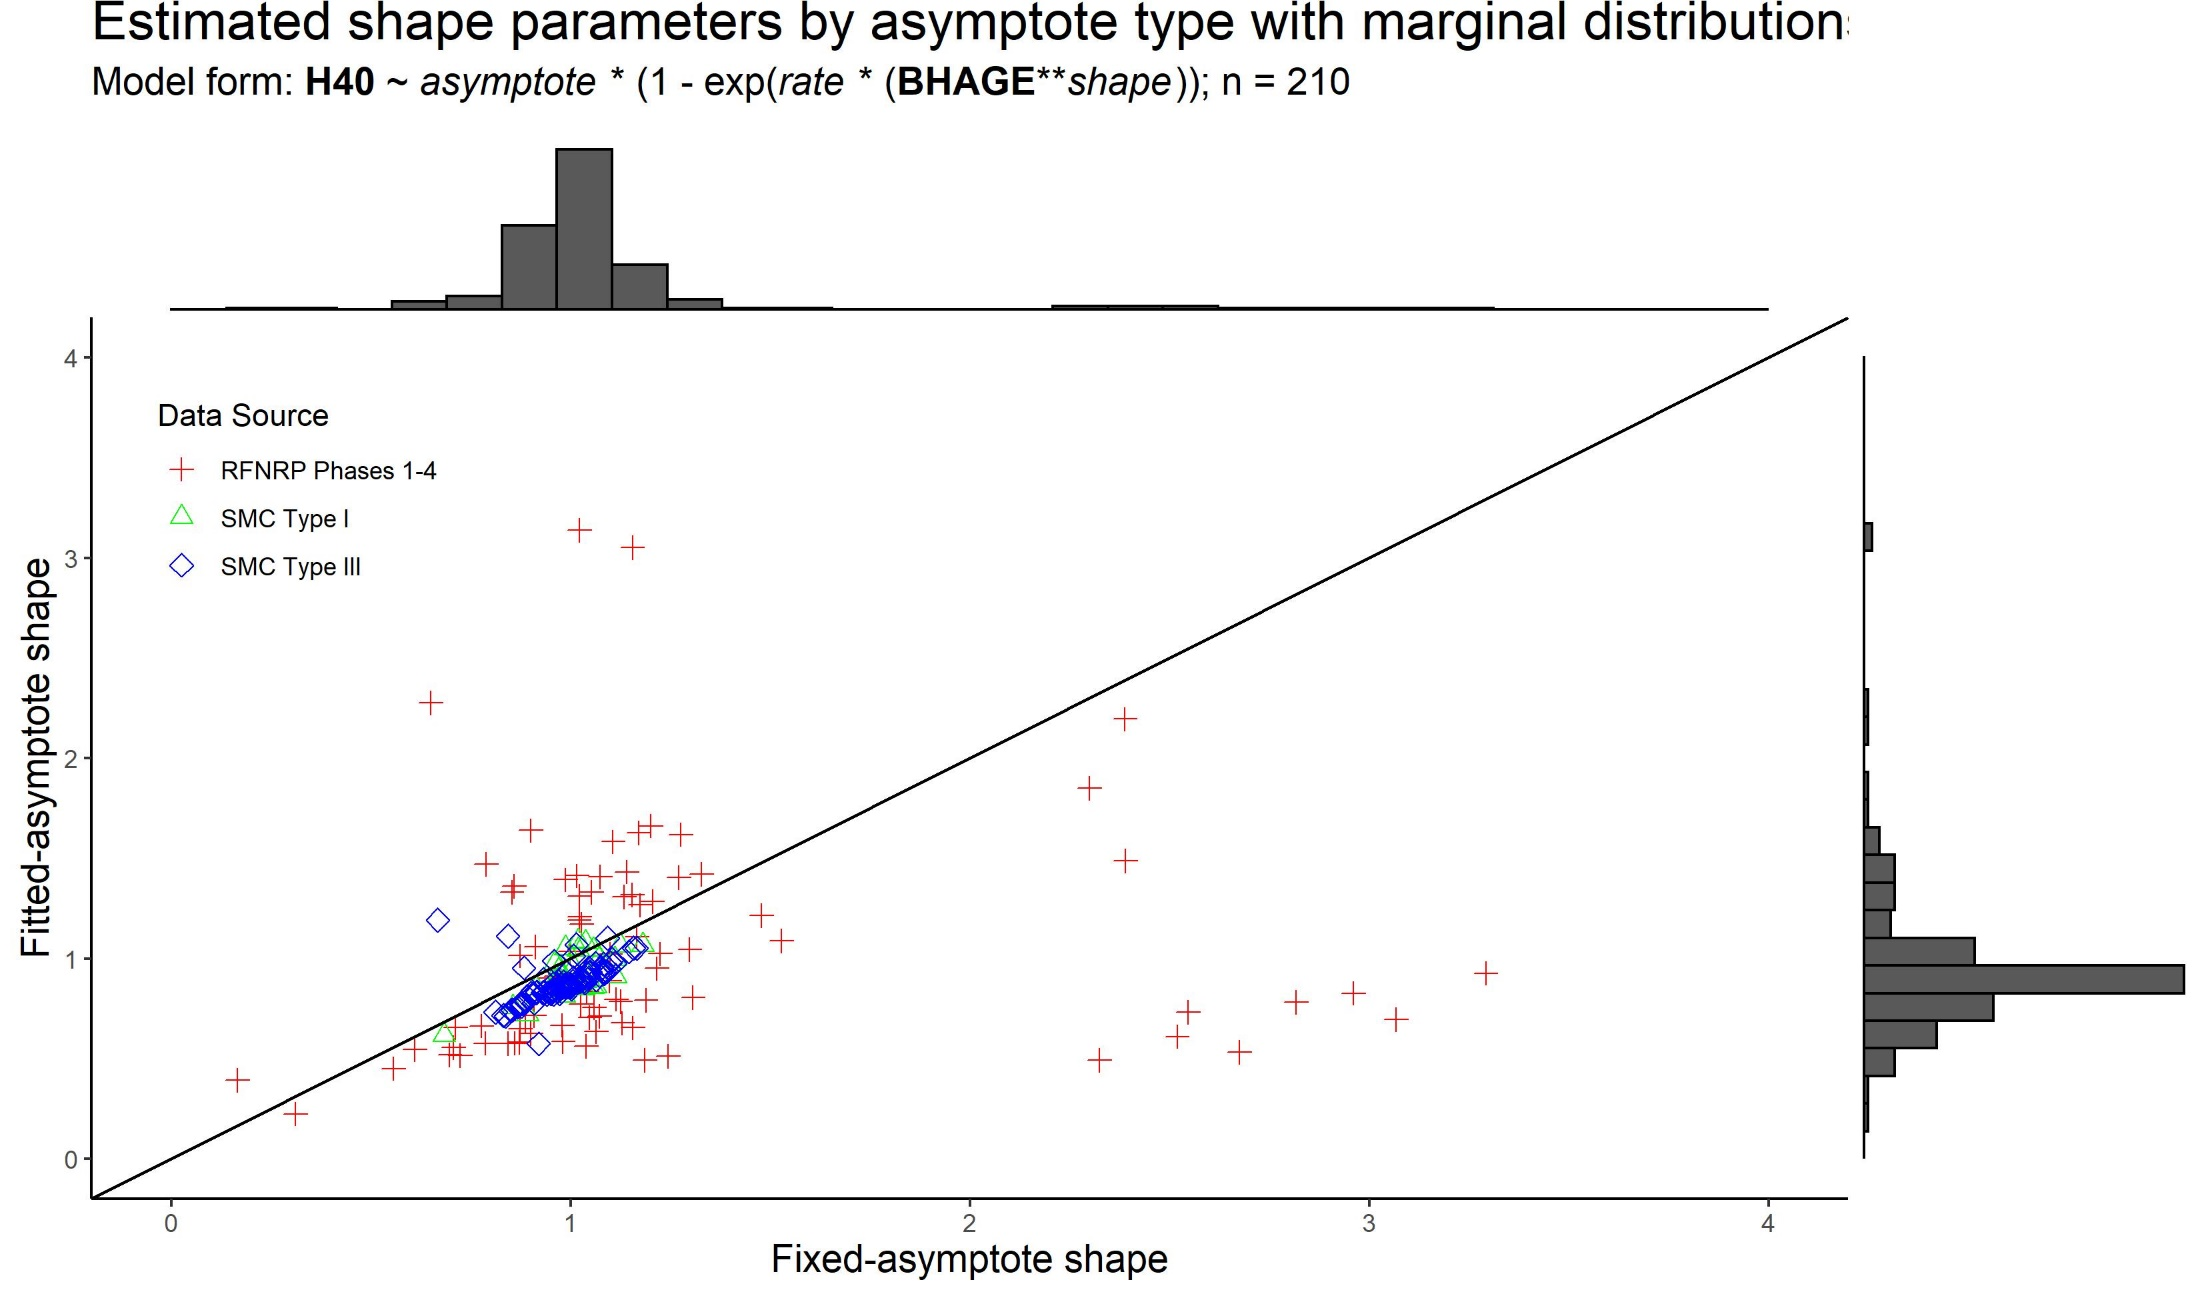 Estimated shape parameters by asymptote type with marginal distributions
Model form: H40 ~ asymptote * (1 - exp(rate * (BHAGE**shape)); n = 210
4
Data Source
RFNRP Phases 1-4
SMC Type I
SMC Type III
3
2
1
0
Fitted-asymptote shape
0 1 2 3 4
Fixed-asymptote shape